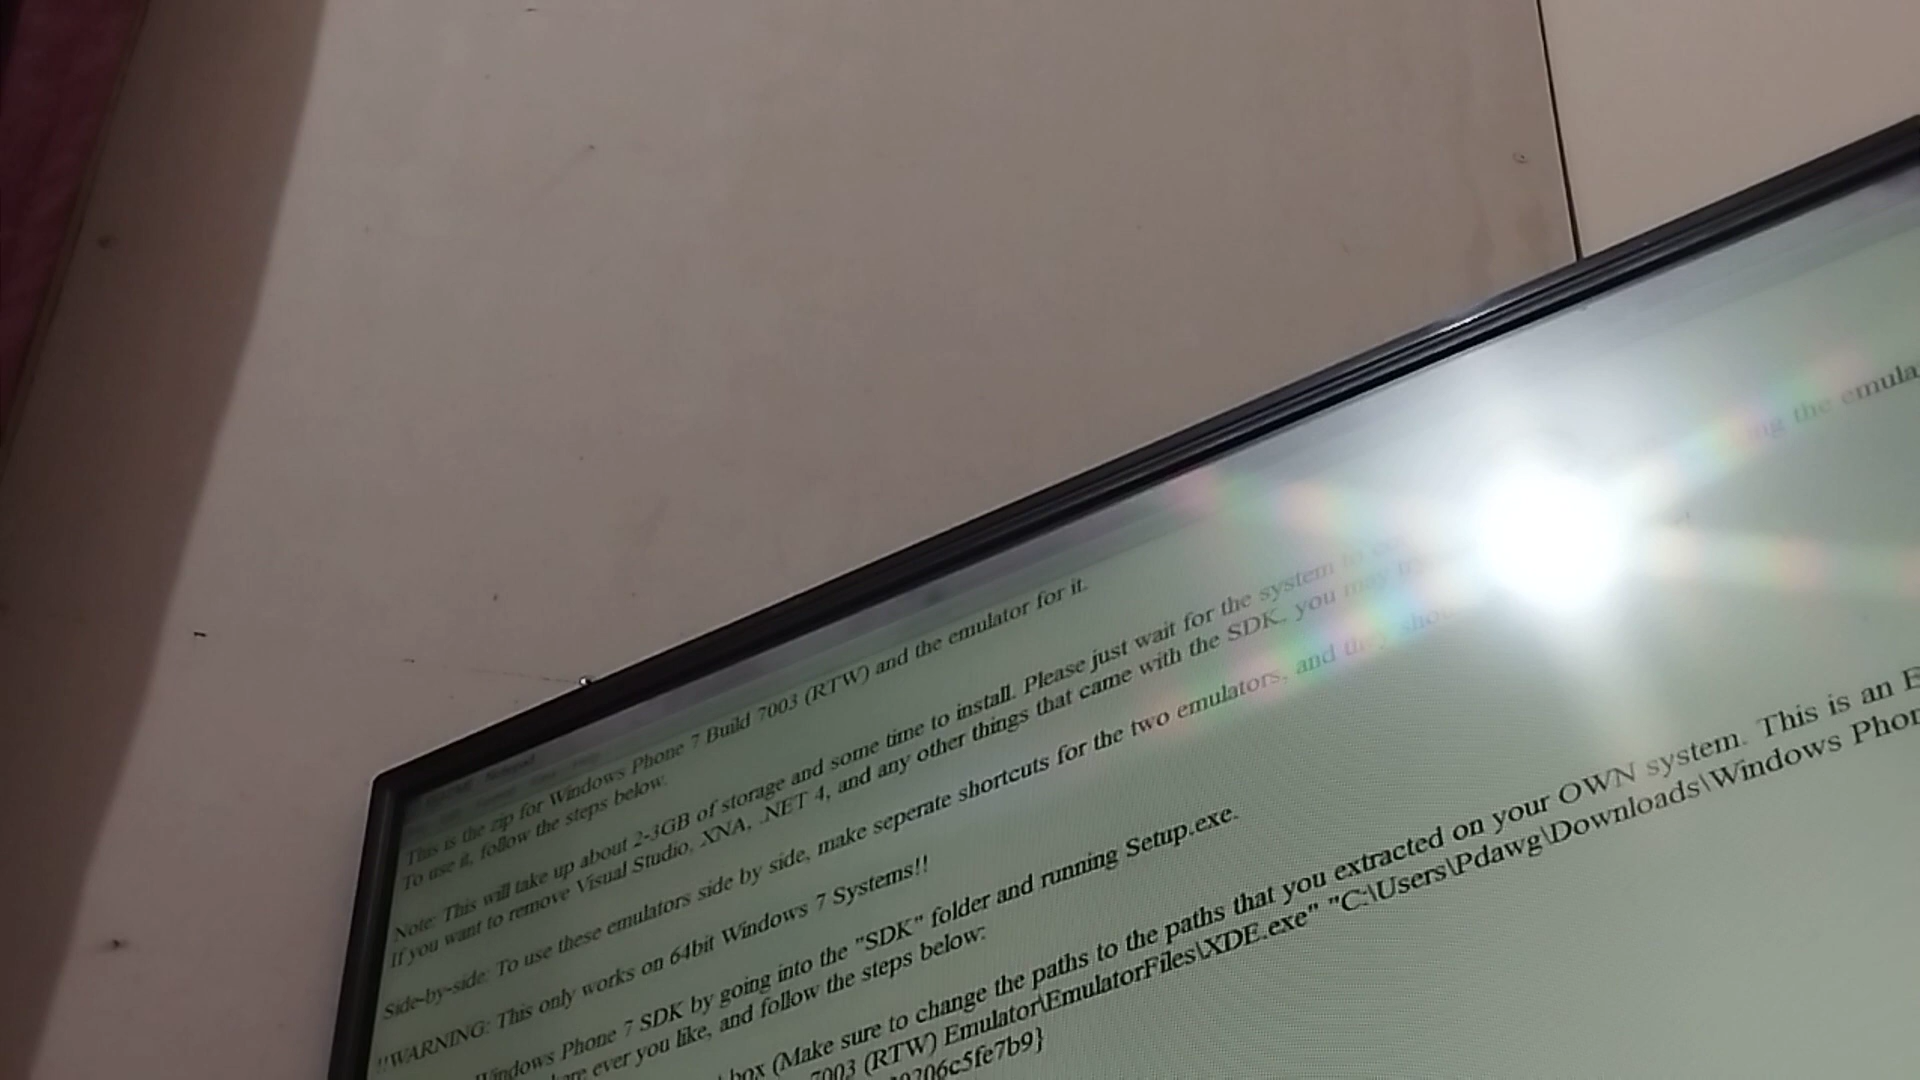 Notepad
This is the zip for Windows Phone 7 Build 7003 (RTW) and the emulator for it.
To use it, follow the steps below:
Note: This will take up about 2-3GB of storage and some time to install. Please just wait for the system to
If you want to remove Visual Studio, XNA, .NET 4, and any other things that came with the SDK, you may try
the emula
Side-by-side: To use these emulators side by side, make seperate shortcuts for the two emulators, and
!!WARNING: This only works on 64bit Windows 7 Systems!!
Windows Phone 7 SDK by going into the "SDK" folder and running Setup.exe.
ever you like, and follow the steps below:
box (Make sure to change the paths to the paths that you extracted on your OWN system. This is an E
7003 (RTW) Emulator\EmulatorFiles\XDE.exe" "C:\Users\Pdawg\Downloads\Windows Phon
0206c5fe7b9}